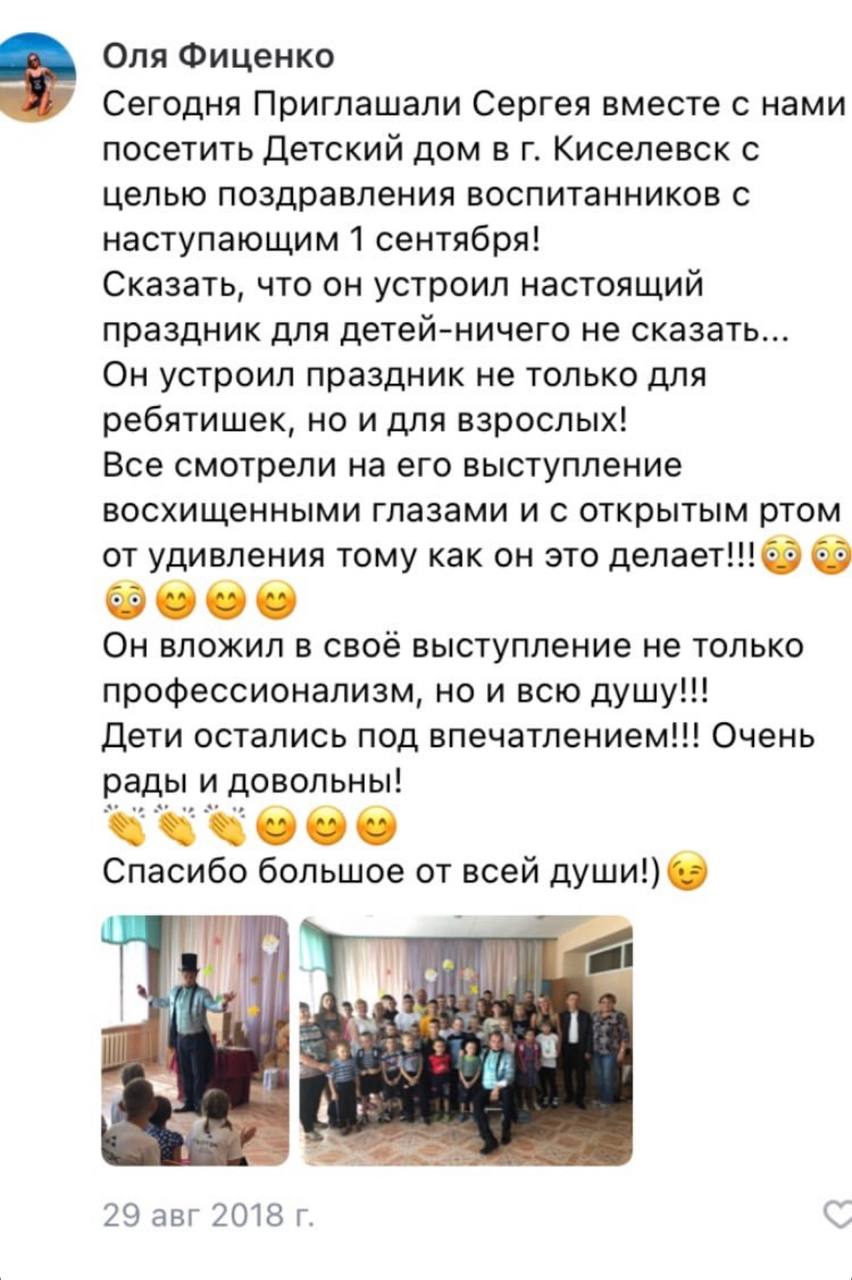 Оля Фиценко
Сегодня Приглашали Сергея вместе с нами
посетить Детский дом в г. Киселевск с
целью поздравления воспитанников с
наступающим 1 сентября!
Сказать, что он устроил настоящий
праздник для детей-ничего не сказать...
Он устроил праздник не только для
ребятишек, но и для взрослых!
Все смотрели на его выступление
восхищенными глазами и с открытым ртом
от удивления тому как он это делает!!!😳😳
😳😊😊😊
Он вложил в своё выступление не только
профессионализм, но и всю душу!!!
Дети остались под впечатлением!!! Очень
рады и довольны!
👏👏👏😊😊😊
Спасибо большое от всей души!)😉
29 авг 2018 г.